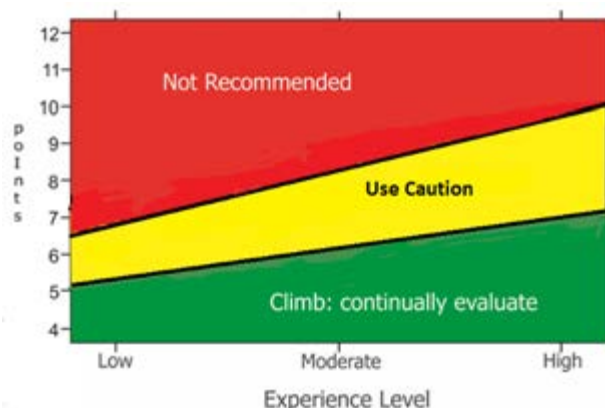 12
11
10
9
8
7
6
5
4
poInts
Not Recommended
Use Caution
Climb: continually evaluate
Low Moderate High
Experience Level